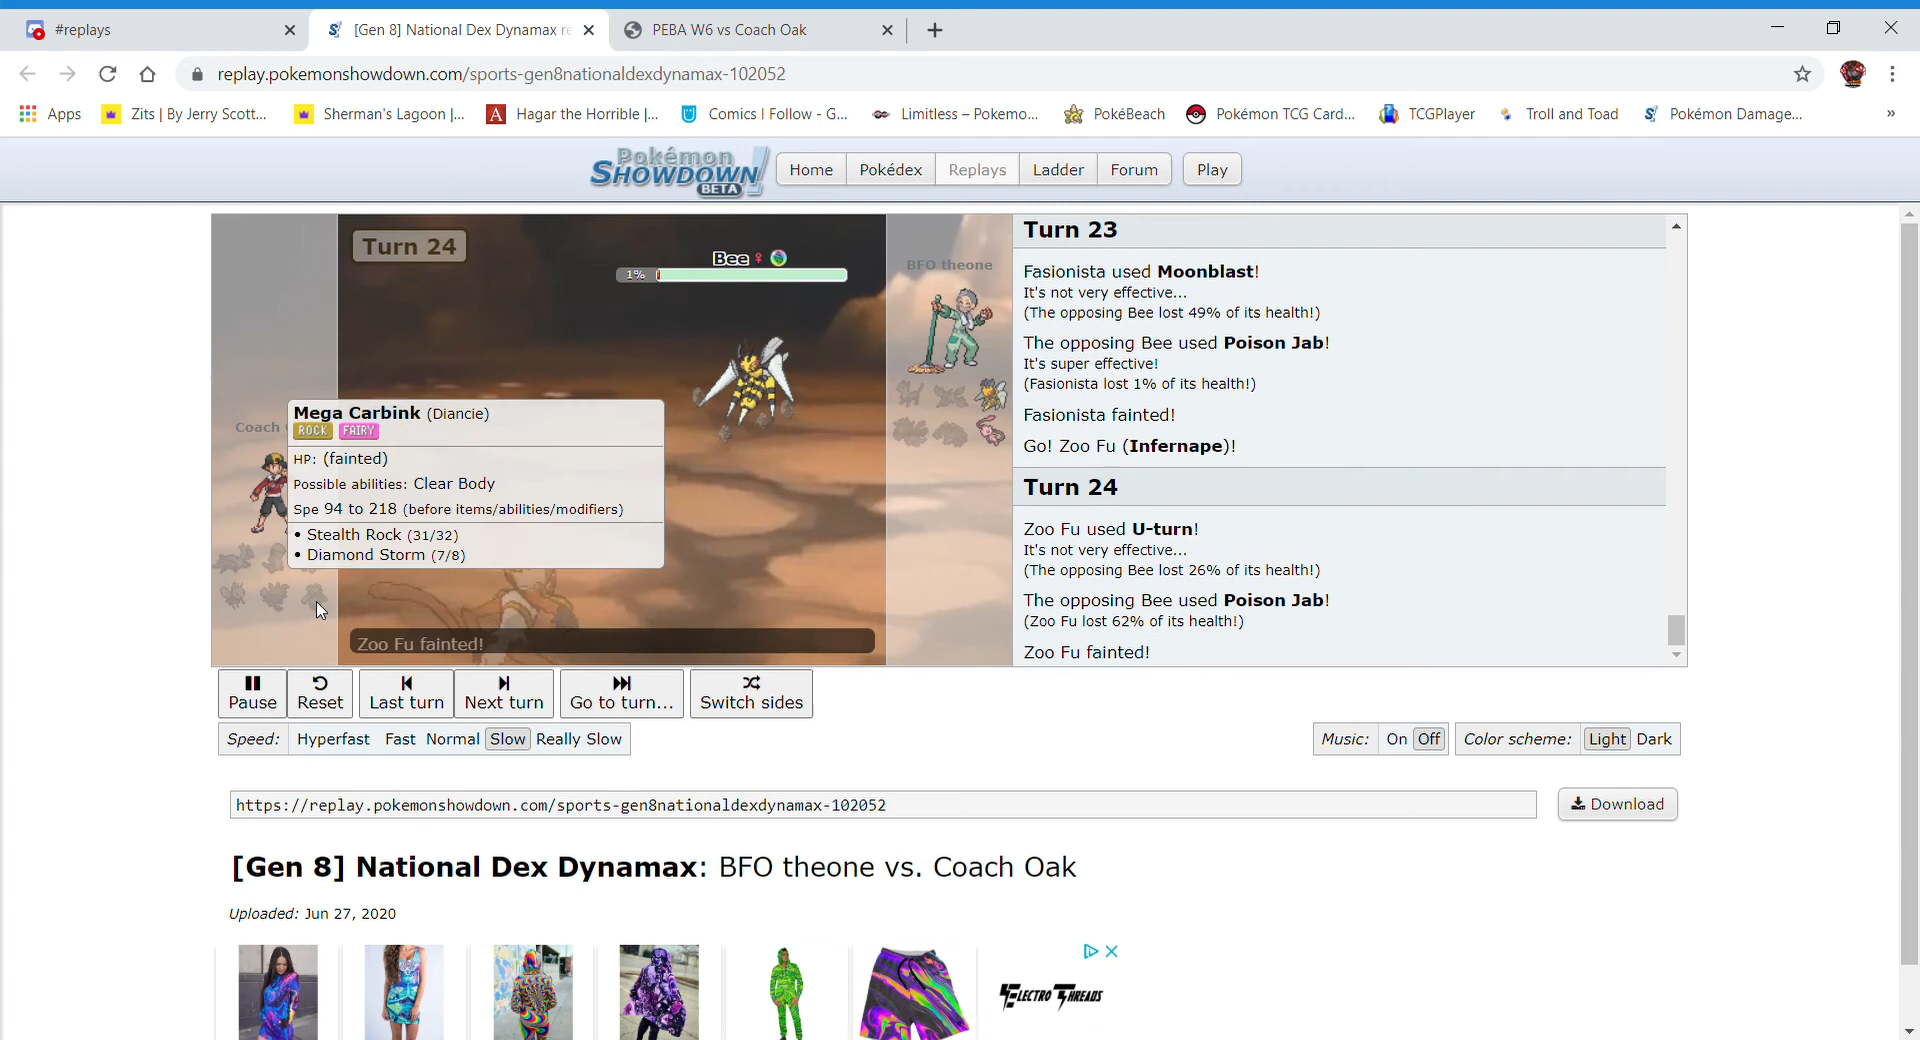 #replays
[Gen 8] National Dex Dynamax re
PEBA W6 vs Coach Oak
replay.pokemonshowdown.com/sports-gen8nationaldexdynamax-102052
Apps
Zits | By Jerry Scott...
Sherman's Lagoon |...
Hagar the Horrible |...
Comics I Follow - G...
Limitless – Pokemo...
PokéBeach
Pokémon TCG Card...
TCGPlayer
Troll and Toad
Pokémon Damage...
»
Pokémon
SHOWDOWN!
BETA
Home
Pokédex
Replays
Ladder
Forum
Play
Turn 24
Bee ♀
1%
BFO theone
Coach
Mega Carbink (Diancie)
ROCK FAIRY
HP: (fainted)
Possible abilities: Clear Body
Spe 94 to 218 (before items/abilities/modifiers)
• Stealth Rock (31/32)
• Diamond Storm (7/8)
Zoo Fu fainted!
Turn 23
Fasionista used Moonblast!
It's not very effective...
(The opposing Bee lost 49% of its health!)
The opposing Bee used Poison Jab!
It's super effective!
(Fasionista lost 1% of its health!)
Fasionista fainted!
Go! Zoo Fu (Infernape)!
Turn 24
Zoo Fu used U-turn!
It's not very effective...
(The opposing Bee lost 26% of its health!)
The opposing Bee used Poison Jab!
(Zoo Fu lost 62% of its health!)
Zoo Fu fainted!
Pause
Reset
Last turn
Next turn
Go to turn...
Switch sides
Speed: Hyperfast Fast Normal Slow Really Slow
Music: On Off
Color scheme: Light Dark
https://replay.pokemonshowdown.com/sports-gen8nationaldexdynamax-102052
Download
[Gen 8] National Dex Dynamax: BFO theone vs. Coach Oak
Uploaded: Jun 27, 2020
ELECTRO THREADS